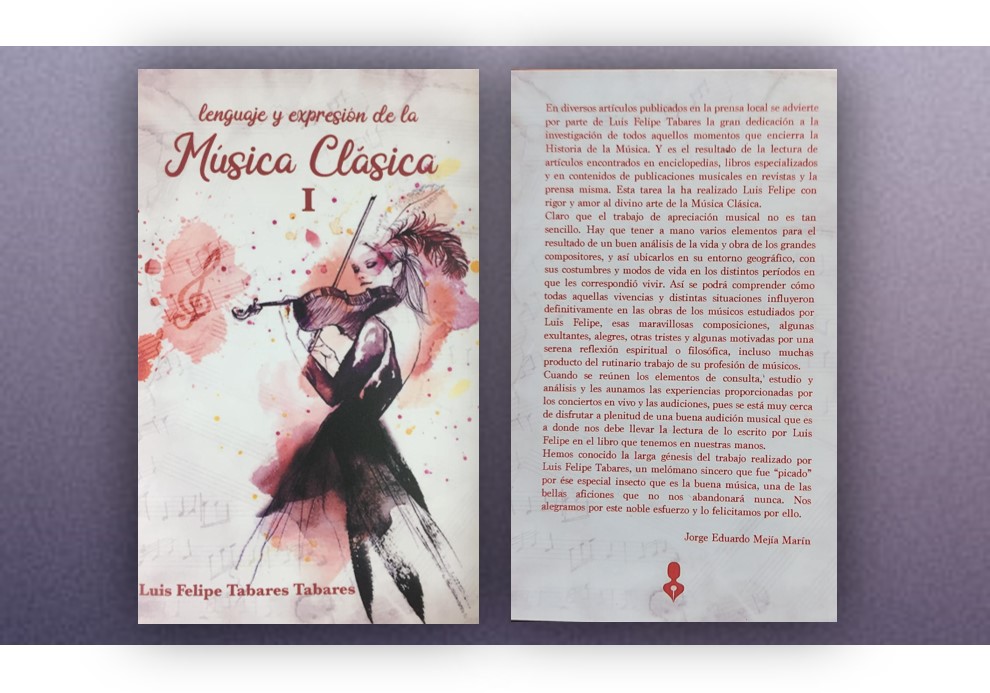 lenguaje y expresión de la
Música Clásica
I
Luis Felipe Tabares Tabares
En diversos artículos publicados en la prensa local se advierte
por parte de Luis Felipe Tabares la gran dedicación a la
investigación de todos aquellos momentos que encierra la
Historia de la Música. Y es el resultado de la lectura de
artículos encontrados en enciclopedías, libros especializados
y en contenidos de publicaciones musicales en revistas y la
prensa misma. Esta tarea la ha realizado Luis Felipe con
rigor y amor al divino arte de la Música Clásica.
Claro que el trabajo de apreciación musical no es tan
sencillo. Hay que tener a mano varios elementos para el
resultado de un buen análisis de la vida y obra de los grandes
compositores, y así ubicarlos en su entorno geográfico, con
sus costumbres y modos de vida en los distintos períodos en
que les correspondió vivir. Así se podrá comprender cómo
todas aquellas vivencias y distintas situaciones influyeron
definitivamente en las obras de los músicos estudiados por
Luis Felipe, esas maravillosas composiciones, algunas
exultantes, alegres, otras tristes y algunas motivadas por una
serena reflexión espiritual o filosófica, incluso muchas
producto del rutinario trabajo de su profesión de músicos.
Cuando se reúnen los elementos de consulta, estudio y
análisis y les aunamos las experiencias proporcionadas por
los conciertos en vivo y las audiciones, pues se está muy cerca
de disfrutar a plenitud de una buena audición musical que es
a donde nos debe llevar la lectura de lo escrito por Luis
Felipe en el libro que tenemos en nuestras manos.
Hemos conocido la larga génesis del trabajo realizado por
Luis Felipe Tabares, un melómano sincero que fue “picado”
por ése especial insecto que es la buena música, una de las
bellas aficiones que no nos abandonará nunca. Nos
alegramos por este noble esfuerzo y lo felicitamos por ello.
Jorge Eduardo Mejía Marín